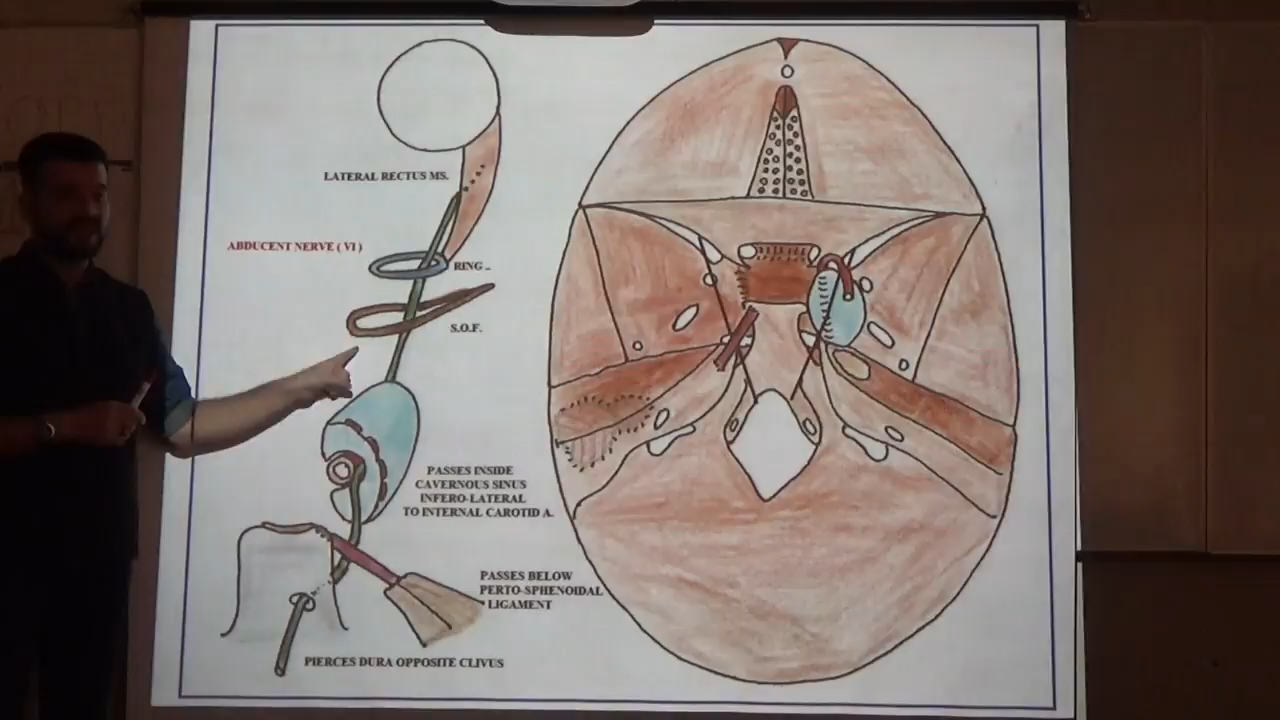 LATERAL RECTUS MS.
ABDUCENT NERVE ( VI )
RING
S.O.F.
PASSES INSIDE
CAVERNOUS SINUS
INFERO-LATERAL
TO INTERNAL CAROTID A.
PASSES BELOW
PERTO-SPHENOIDAL
LIGAMENT
PIERCES DURA OPPOSITE CLIVUS